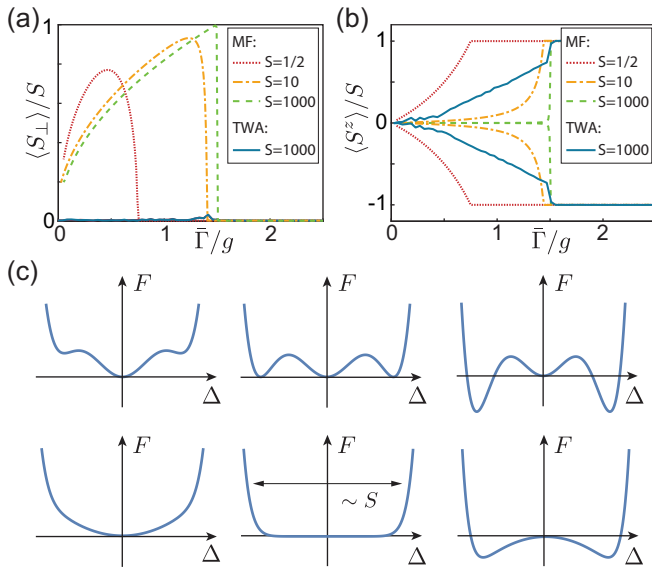 (a)
1
⟨S⊥⟩/S
0
0
1
2
Γ̄/g
MF:
S=1/2
S=10
S=1000
TWA:
S=1000
(b)
1
⟨Sᶻ⟩/S
0
-1
0
1
2
Γ̄/g
MF:
S=1/2
S=10
S=1000
TWA:
S=1000
(c)
F F F
Δ Δ Δ
F F F
∼ S
Δ Δ Δ